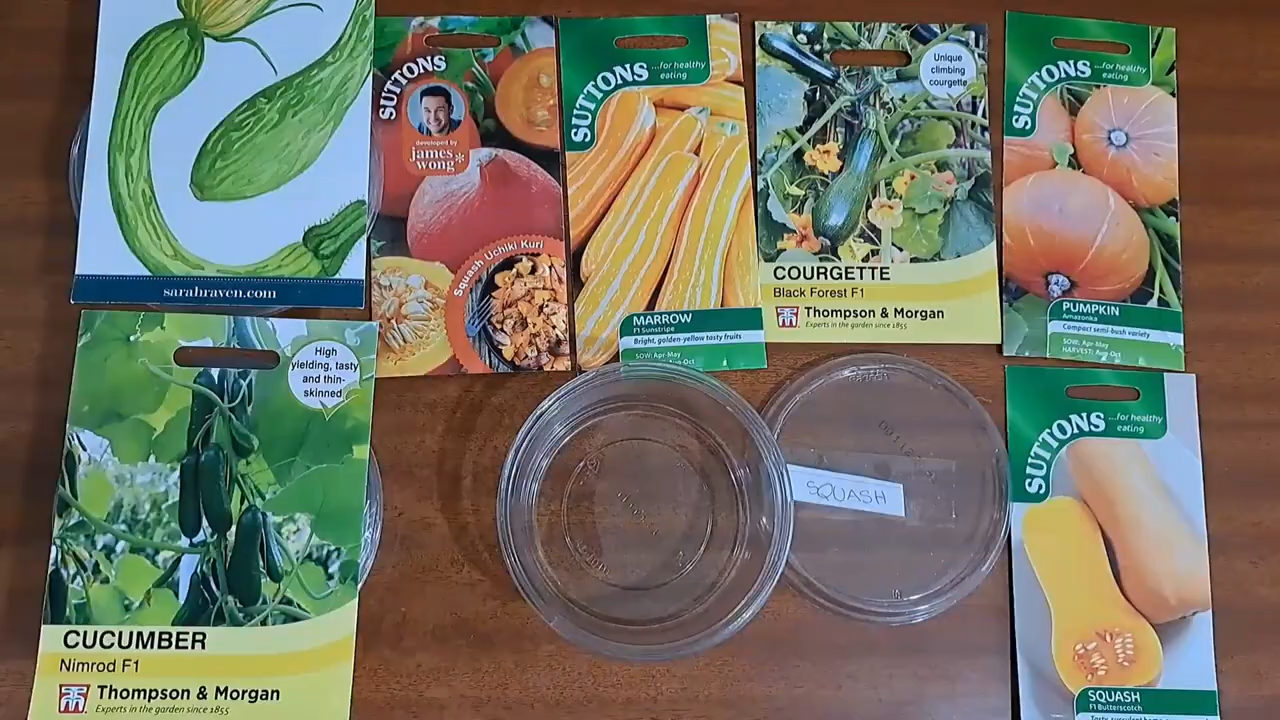 sarahraven.com
SUTTONS
developed by
james
wong*
Squash Uchiki Kuri
SUTTONS
...for healthy
eating
MARROW
F1 Sunstripe
Bright, golden-yellow tasty fruits
SOW: Apr-May
Unique
climbing
courgette
COURGETTE
Black Forest F1
Thompson & Morgan
Experts in the garden since 1855
SUTTONS
...for healthy
eating
PUMPKIN
Amazonka
Compact semi-bush variety
SOW: Apr-May
HARVEST: Aug-Oct
High
yielding, tasty
and thin-
skinned
CUCUMBER
Nimrod F1
Thompson & Morgan
Experts in the garden since 1855
SQUASH
SUTTONS
...for healthy
eating
SQUASH
F1 Butterscotch